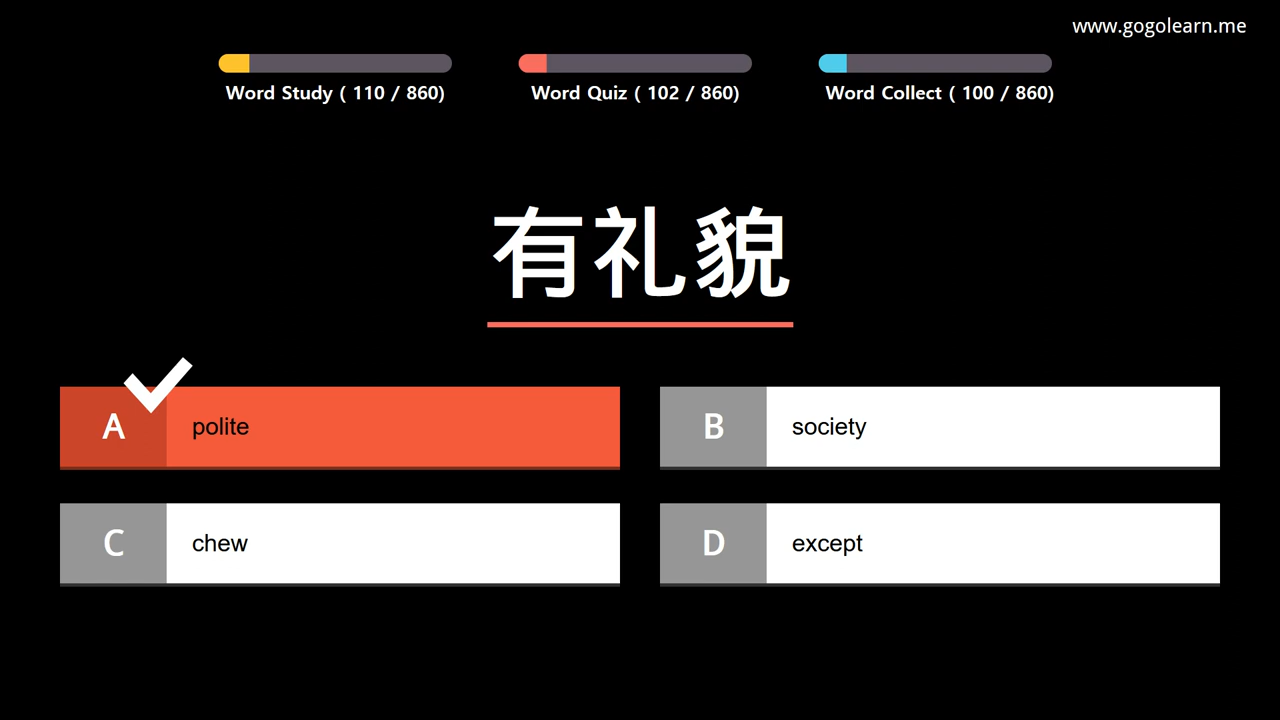 www.gogolearn.me
Word Study ( 110 / 860)
Word Quiz ( 102 / 860)
Word Collect ( 100 / 860)
有礼貌
A polite
B society
C chew
D except